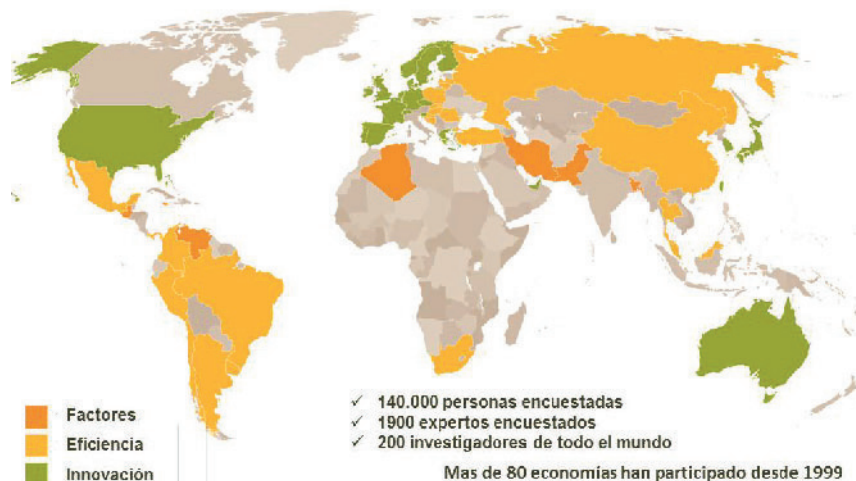 Factores
Eficiencia
Innovación
✓ 140.000 personas encuestadas
✓ 1900 expertos encuestados
✓ 200 investigadores de todo el mundo
Mas de 80 economías han participado desde 1999